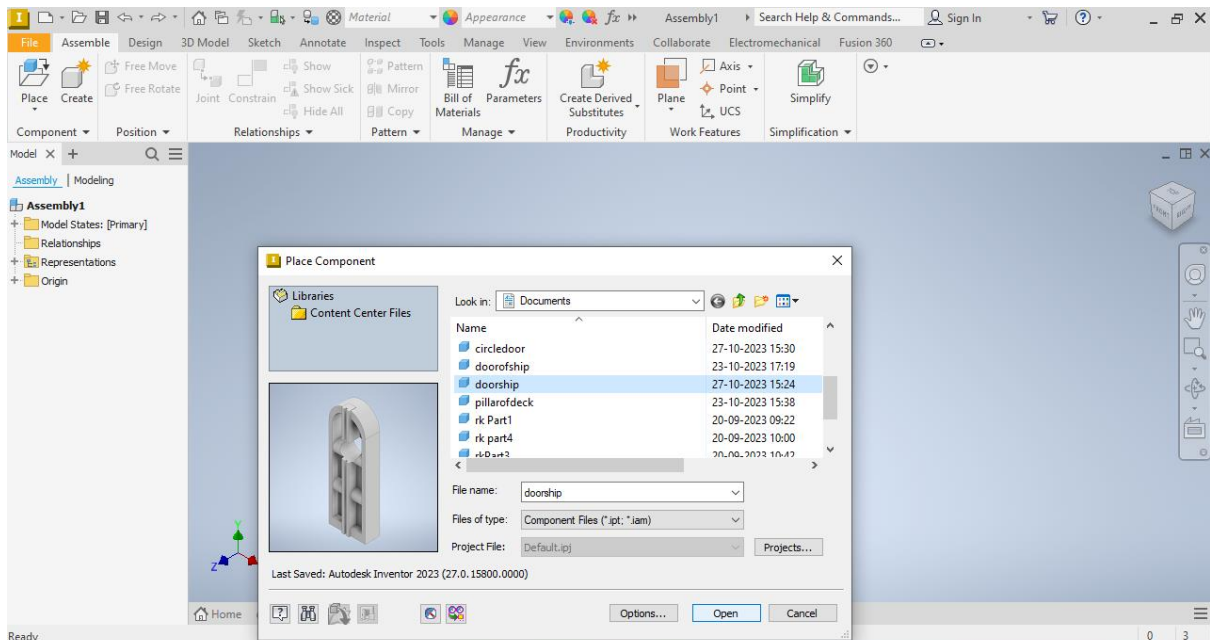 I Material Appearance fx Assembly1 Search Help & Commands... Sign In
File Assemble Design 3D Model Sketch Annotate Inspect Tools Manage View Environments Collaborate Electromechanical Fusion 360
Place Create Free Move Free Rotate
Joint Constrain Show Show Sick Hide All
Pattern Mirror Copy
Bill of Materials fx Parameters
Create Derived Substitutes
Plane Axis Point UCS
Simplify
Component Position Relationships Pattern Manage Productivity Work Features Simplification
Model X +
Assembly | Modeling
Assembly1
Model States: [Primary]
Relationships
Representations
Origin
Place Component
Libraries
Content Center Files
Look in: Documents
Name Date modified
circledoor 27-10-2023 15:30
doorofship 23-10-2023 17:19
doorship 27-10-2023 15:24
pillarofdeck 23-10-2023 15:38
rk Part1 20-09-2023 09:22
rk part4 20-09-2023 10:00
rkPart3 20-09-2023 10:42
File name: doorship
Files of type: Component Files (*.ipt; *.iam)
Project File: Default.ipj Projects...
Last Saved: Autodesk Inventor 2023 (27.0.15800.0000)
Options... Open Cancel
Y
Z
Home
Ready 0 3